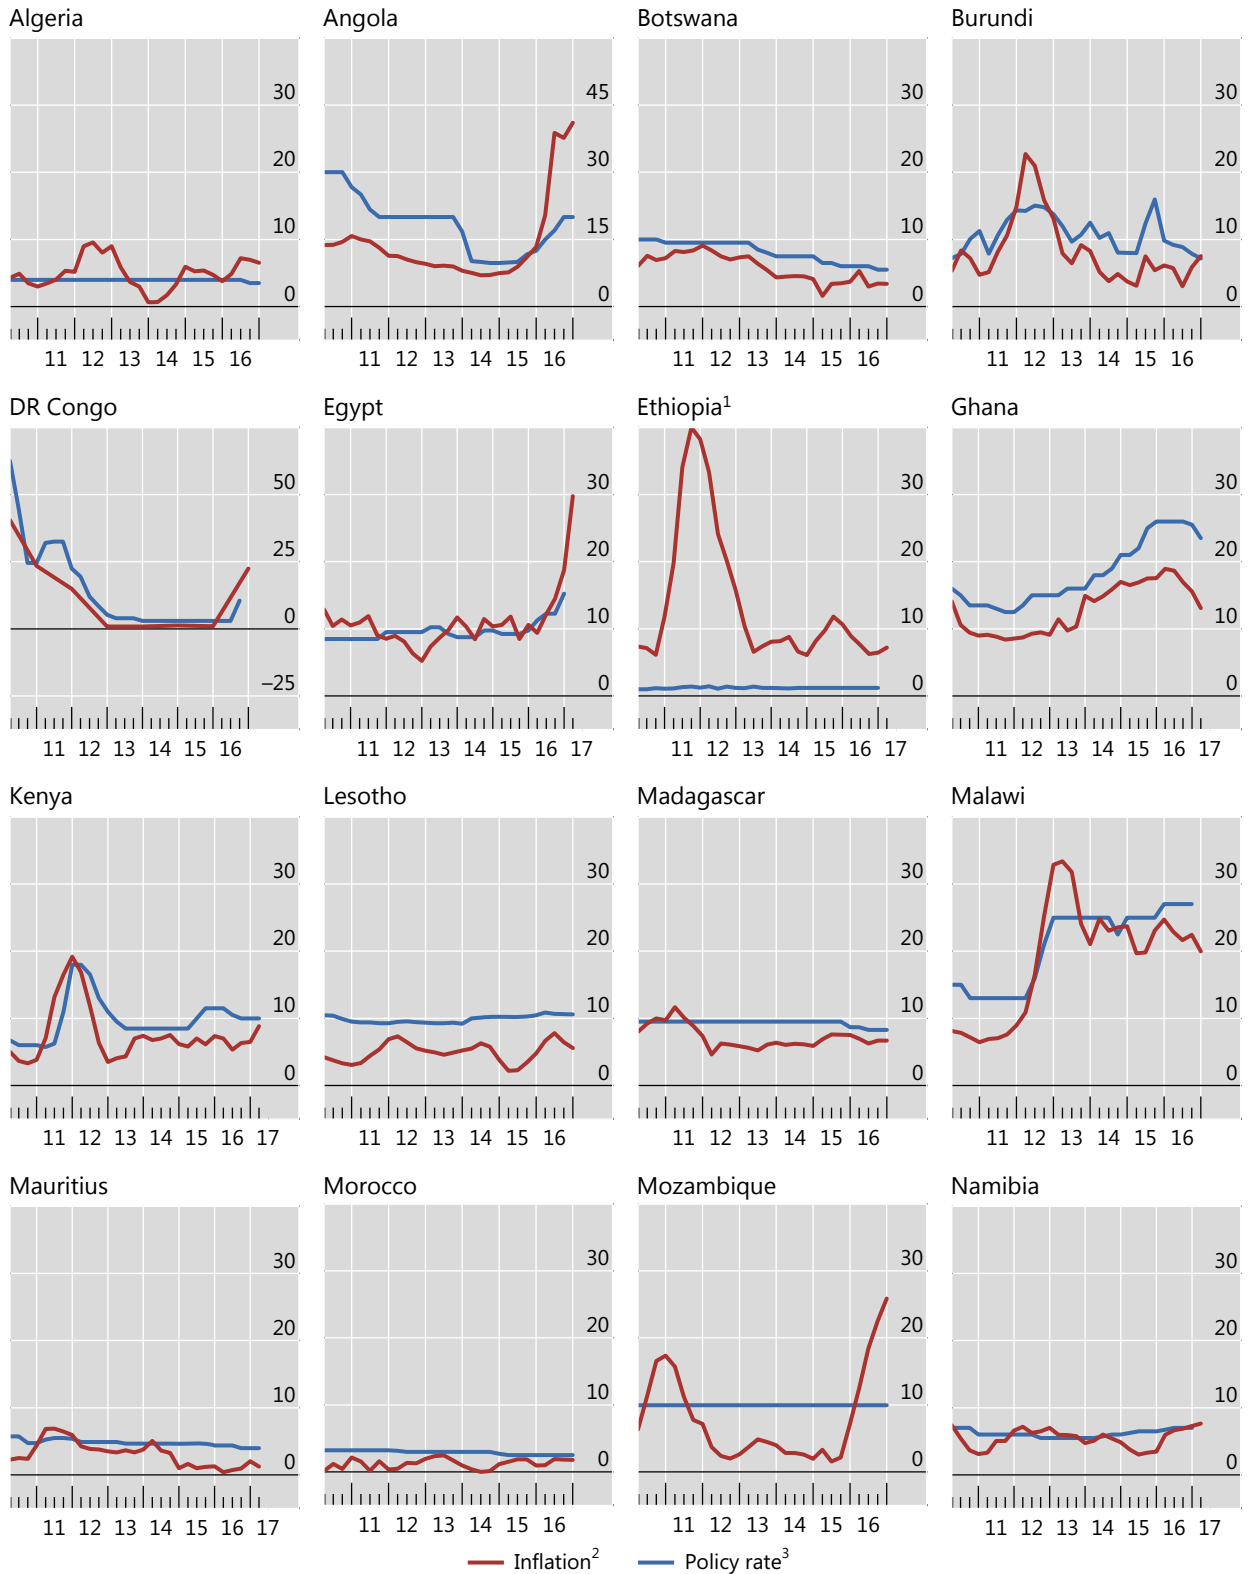 Algeria Angola Botswana Burundi
30 45 30 30
20 30 20 20
10 15 10 10
0 0 0 0
11 12 13 14 15 16 11 12 13 14 15 16 11 12 13 14 15 16 11 12 13 14 15 16
DR Congo Egypt Ethiopia1 Ghana
50 30 30 30
25 20 20 20
0 10 10 10
–25 0 0 0
11 12 13 14 15 16 11 12 13 14 15 16 17 11 12 13 14 15 16 17 11 12 13 14 15 16 17
Kenya Lesotho Madagascar Malawi
30 30 30 30
20 20 20 20
10 10 10 10
0 0 0 0
11 12 13 14 15 16 17 11 12 13 14 15 16 11 12 13 14 15 16 11 12 13 14 15 16
Mauritius Morocco Mozambique Namibia
30 30 30 30
20 20 20 20
10 10 10 10
0 0 0 0
11 12 13 14 15 16 17 11 12 13 14 15 16 11 12 13 14 15 16 11 12 13 14 15 16 17
Inflation2 Policy rate3